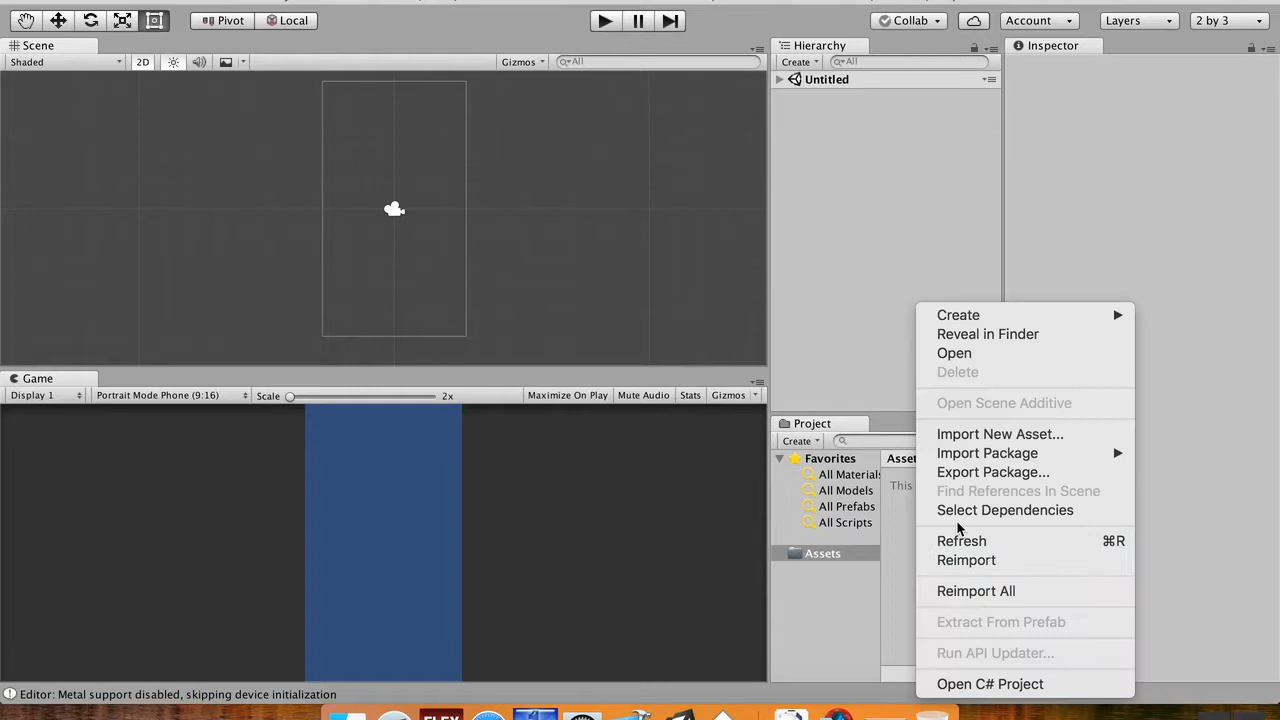 Pivot Local Collab Account Layers 2 by 3
Scene Hierarchy Inspector
Shaded 2D Gizmos All Create All
Untitled
Create
Reveal in Finder
Open
Delete
Game
Display 1 Portrait Mode Phone (9:16) Scale 2x Maximize On Play Mute Audio Stats Gizmos
Open Scene Additive
Project
Import New Asset...
Create
Import Package
Favorites Asset
Export Package...
All Materials
This
All Models
Find References In Scene
All Prefabs
Select Dependencies
All Scripts
Refresh ⌘R
Assets
Reimport
Reimport All
Extract From Prefab
Run API Updater...
Open C# Project
Editor: Metal support disabled, skipping device initialization
FLEX